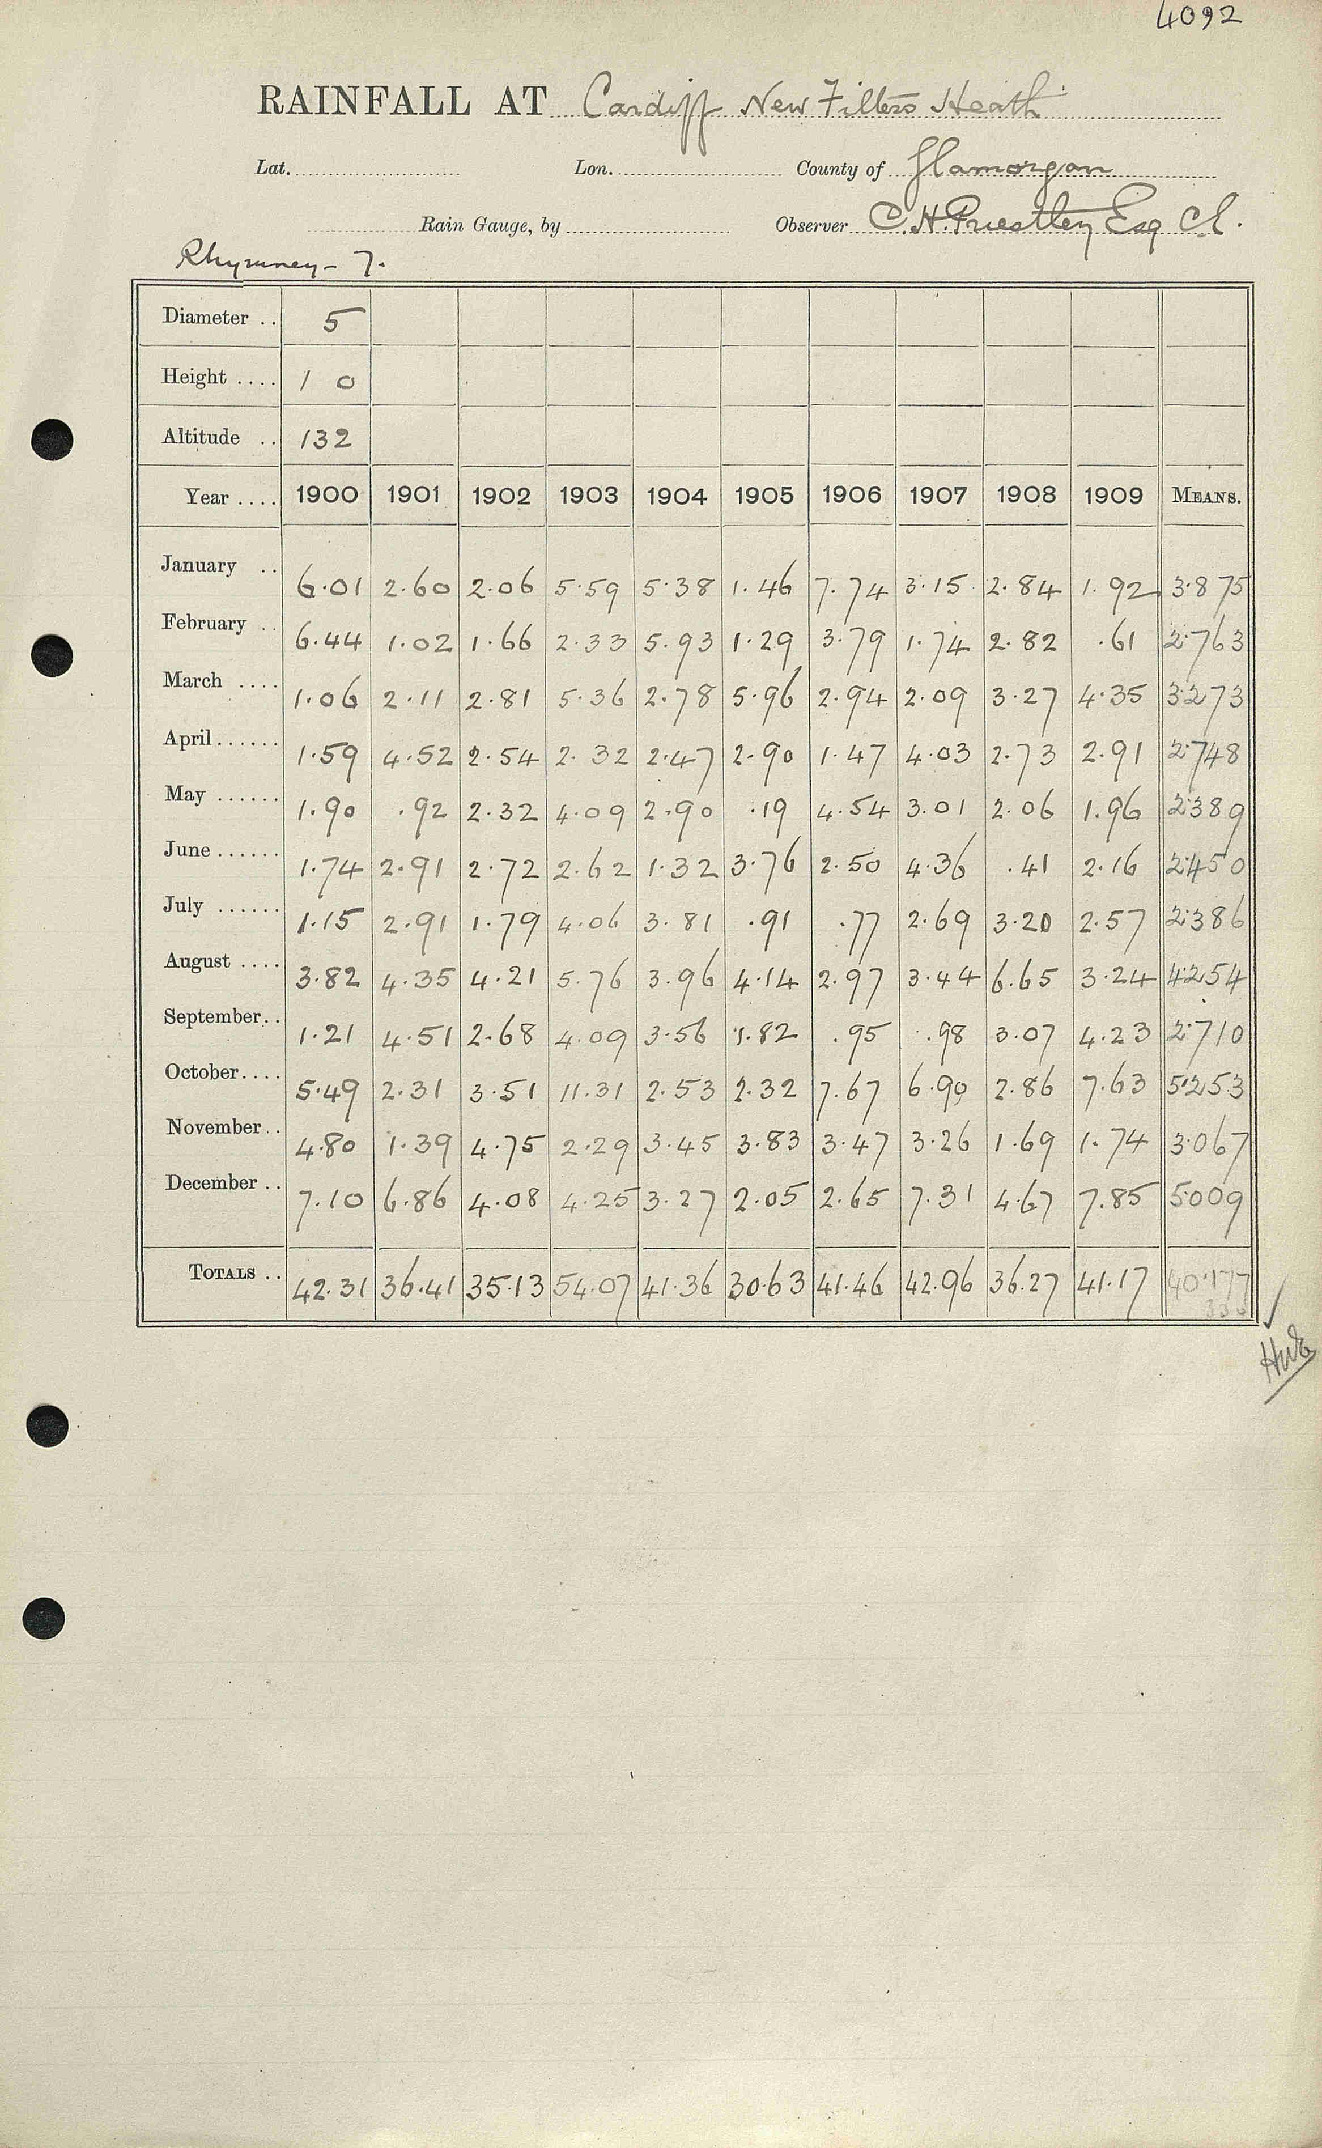 4092
RAINFALL AT Cardiff New Filters Heath
Lat. Lon. County of Glamorgan
Rain Gauge, by Observer C. H. Priestley Esq C.E.
Rhymney - 7.
Diameter .. 5
Height .... 1 0
Altitude .. 132
Year .... 1900 1901 1902 1903 1904 1905 1906 1907 1908 1909 MEANS.
January .. 6.01 2.60 2.06 5.59 5.38 1.46 7.74 3.15 2.84 1.92 3.875
February .. 6.44 1.02 1.66 2.33 5.93 1.29 3.79 1.74 2.82 .61 2.763
March .... 1.06 2.11 2.81 5.36 2.78 5.96 2.94 2.09 3.27 4.35 3.273
April ...... 1.59 4.52 2.54 2.32 2.47 2.90 1.47 4.03 2.73 2.91 2.748
May ...... 1.90 .92 2.32 4.09 2.90 .19 4.54 3.01 2.06 1.96 2.389
June ...... 1.74 2.91 2.72 2.62 1.32 3.76 2.50 4.36 .41 2.16 2.450
July ...... 1.15 2.91 1.79 4.06 3.81 .91 .77 2.69 3.20 2.57 2.386
August .... 3.82 4.35 4.21 5.76 3.96 4.14 2.97 3.44 6.65 3.24 4.254
September .. 1.21 4.51 2.68 4.09 3.56 1.82 .95 .98 3.07 4.23 2.710
October .... 5.49 2.31 3.51 11.31 2.53 2.32 7.67 6.90 2.86 7.63 5.253
November .. 4.80 1.39 4.75 2.29 3.45 3.83 3.47 3.26 1.69 1.74 3.067
December .. 7.10 6.86 4.08 4.25 3.27 2.05 2.65 7.31 4.67 7.85 5.009
TOTALS .. 42.31 36.41 35.13 54.07 41.36 30.63 41.46 42.96 36.27 41.17 40.177